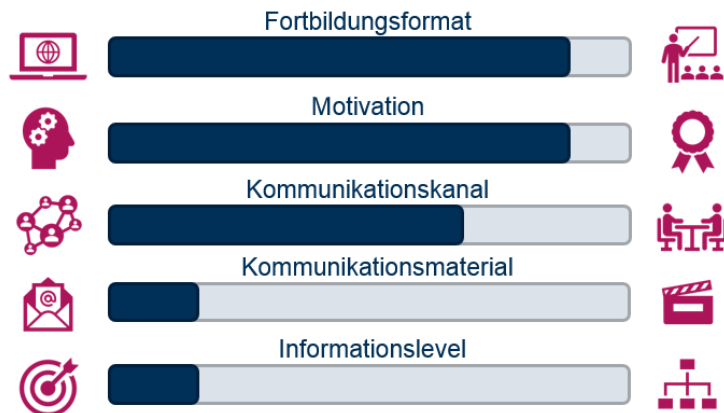 Fortbildungsformat
Motivation
Kommunikationskanal
Kommunikationsmaterial
@
Informationslevel